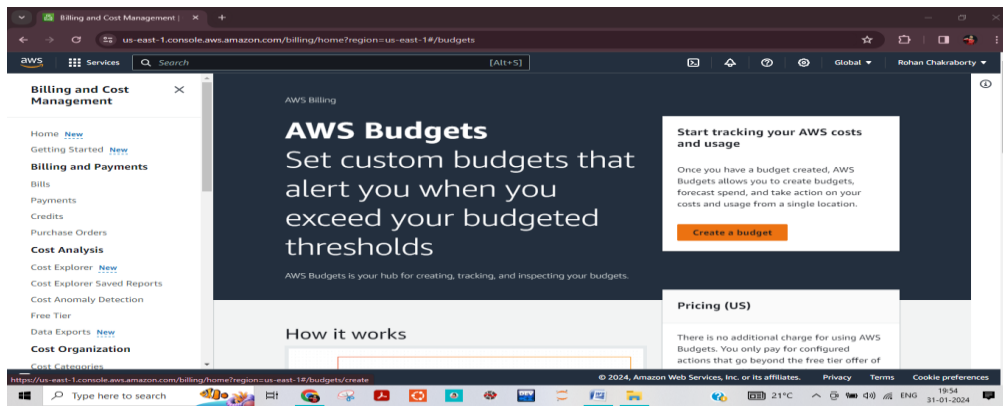 Billing and Cost Management |
us-east-1.console.aws.amazon.com/billing/home?region=us-east-1#/budgets
aws
Services
Search
[Alt+S]
Global
Rohan Chakraborty
Billing and Cost
Management
Home New
Getting Started New
Billing and Payments
Bills
Payments
Credits
Purchase Orders
Cost Analysis
Cost Explorer New
Cost Explorer Saved Reports
Cost Anomaly Detection
Free Tier
Data Exports New
Cost Organization
Cost Categories
AWS Billing
AWS Budgets
Set custom budgets that
alert you when you
exceed your budgeted
thresholds
AWS Budgets is your hub for creating, tracking, and inspecting your budgets.
How it works
Start tracking your AWS costs
and usage
Once you have a budget created, AWS
Budgets allows you to create budgets,
forecast spend, and take action on your
costs and usage from a single location.
Create a budget
Pricing (US)
There is no additional charge for using AWS
Budgets. You only pay for configured
actions that go beyond the free tier offer of
https://us-east-1.console.aws.amazon.com/billing/home?region=us-east-1#/budgets/create
© 2024, Amazon Web Services, Inc. or its affiliates.
Privacy
Terms
Cookie preferences
Type here to search
21°C
ENG
19:54
31-01-2024